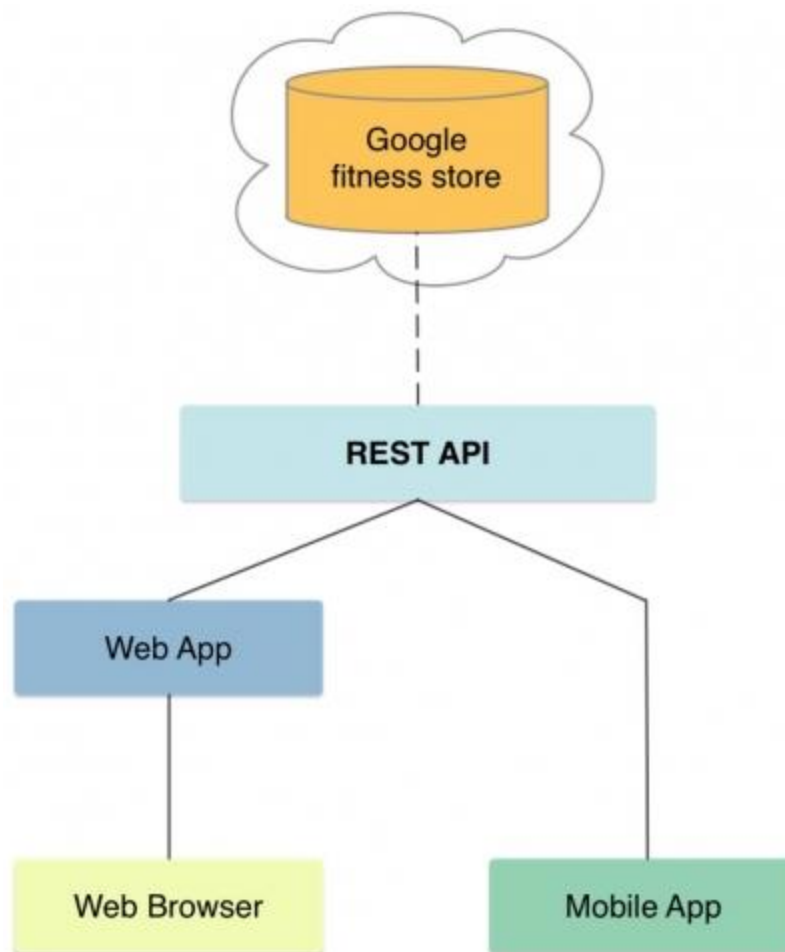 Google
fitness store
REST API
Web App
Web Browser
Mobile App